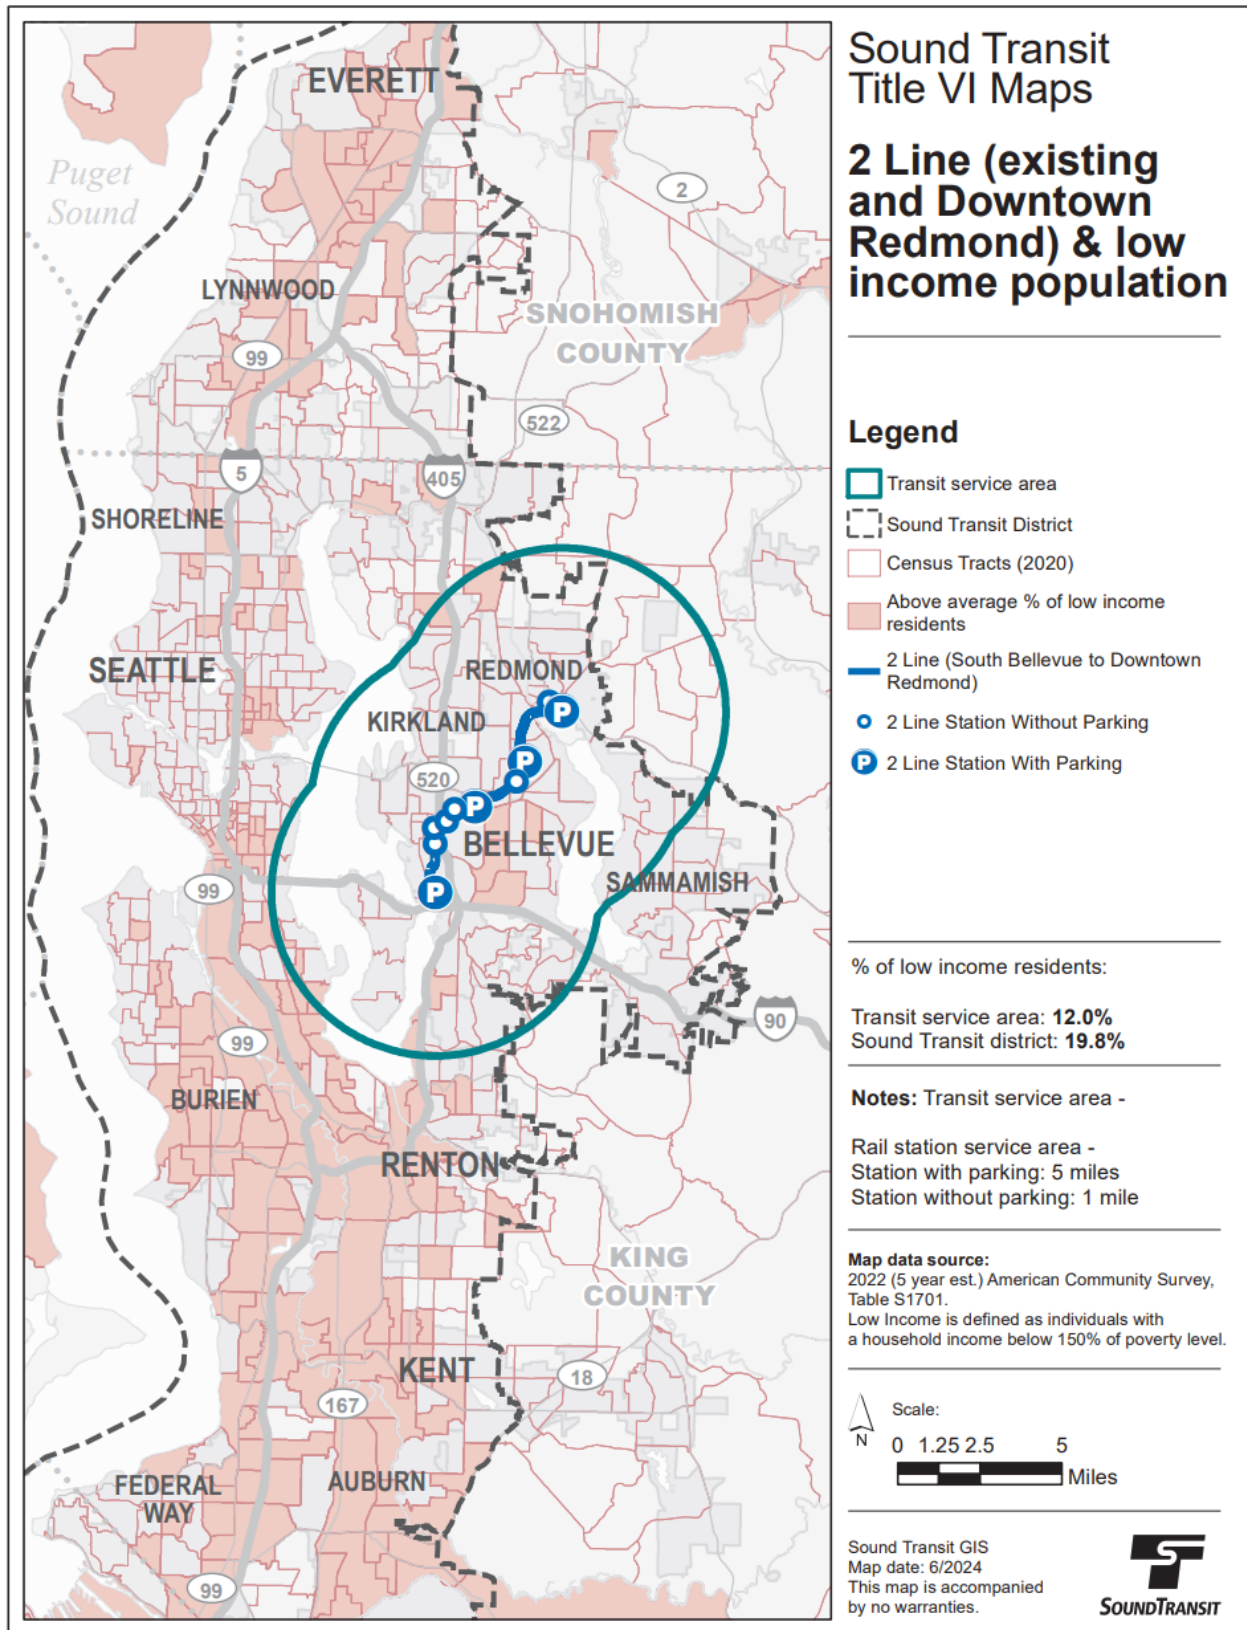 EVERETT
Puget
Sound
2
LYNNWOOD
SNOHOMISH
COUNTY
99
522
5
405
SHORELINE
SEATTLE
REDMOND
KIRKLAND
P
520
P
P
BELLEVUE
SAMMAMISH
99
P
90
99
BURIEN
RENTON
KING
COUNTY
KENT
18
167
FEDERAL
WAY
AUBURN
99
Sound Transit
Title VI Maps
2 Line (existing
and Downtown
Redmond) & low
income population
Legend
Transit service area
Sound Transit District
Census Tracts (2020)
Above average % of low income
residents
2 Line (South Bellevue to Downtown
Redmond)
2 Line Station Without Parking
P 2 Line Station With Parking
% of low income residents:
Transit service area: 12.0%
Sound Transit district: 19.8%
Notes: Transit service area -
Rail station service area -
Station with parking: 5 miles
Station without parking: 1 mile
Map data source:
2022 (5 year est.) American Community Survey,
Table S1701.
Low Income is defined as individuals with
a household income below 150% of poverty level.
N
Scale:
0 1.25 2.5 5
Miles
Sound Transit GIS
Map date: 6/2024
This map is accompanied
by no warranties.
SOUNDTRANSIT